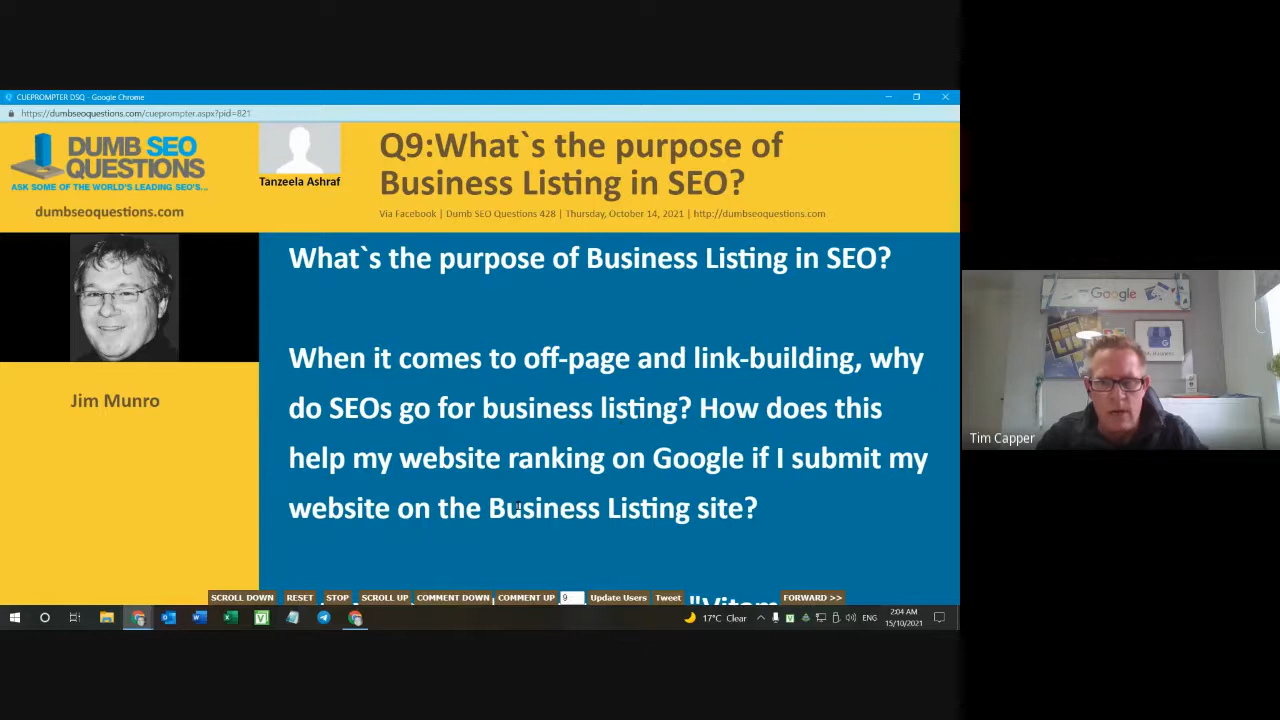 CUEPROMPTER DSQ - Google Chrome
https://dumbseoquestions.com/cueprompter.aspx?pid=821
DUMB SEO
QUESTIONS
ASK SOME OF THE WORLD'S LEADING SEO'S...
dumbseoquestions.com
Tanzeela Ashraf
Q9:What`s the purpose of
Business Listing in SEO?
Via Facebook | Dumb SEO Questions 428 | Thursday, October 14, 2021 | http://dumbseoquestions.com
Jim Munro
What`s the purpose of Business Listing in SEO?
When it comes to off-page and link-building, why
do SEOs go for business listing? How does this
help my website ranking on Google if I submit my
website on the Business Listing site?
SCROLL DOWN RESET STOP SCROLL UP COMMENT DOWN COMMENT UP 9 Update Users Tweet FORWARD >>
17°C Clear ENG 2:04 AM
15/10/2021
Google
Tim Capper